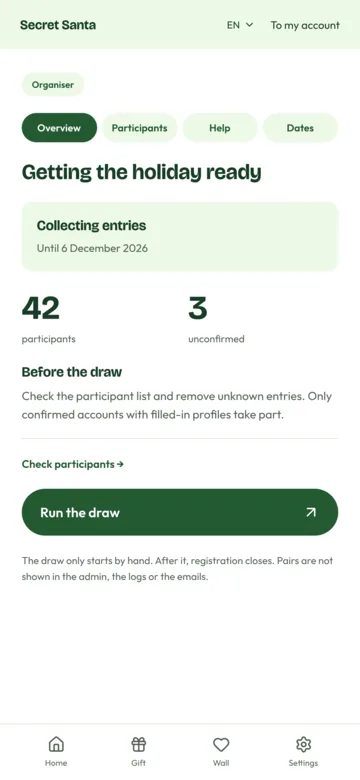 Secret Santa
EN
To my account
Organiser
Overview
Participants
Help
Dates
Getting the holiday ready
Collecting entries
Until 6 December 2026
42
3
participants
unconfirmed
Before the draw
Check the participant list and remove unknown entries. Only
confirmed accounts with filled-in profiles take part.
Check participants →
Run the draw
The draw only starts by hand. After it, registration closes. Pairs are not
shown in the admin, the logs or the emails.
Home
Gift
Wall
Settings